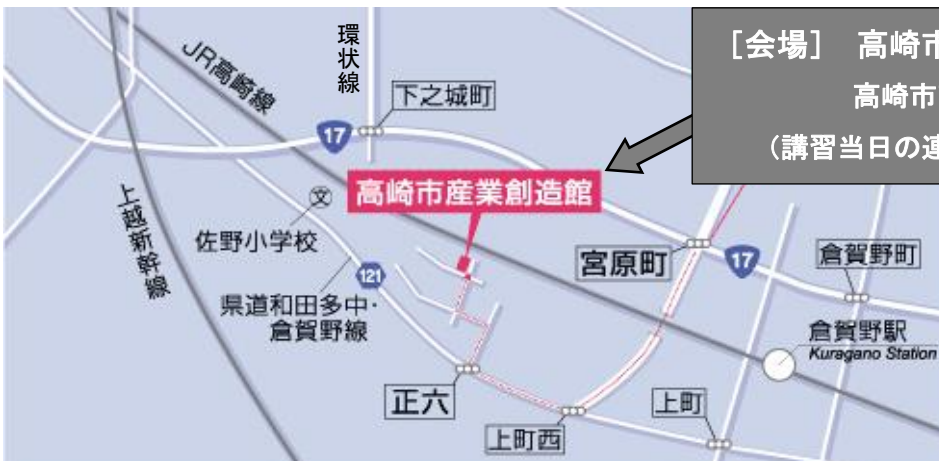 [会場] 高崎市
高崎市
(講習当日の連
JR高崎線
環状線
下之城町
17
高崎市産業創造館
上越新幹線
文
佐野小学校
121
県道和田多中・
倉賀野線
宮原町
17
倉賀野町
倉賀野駅
Kuragano Station
正六
上町西
上町